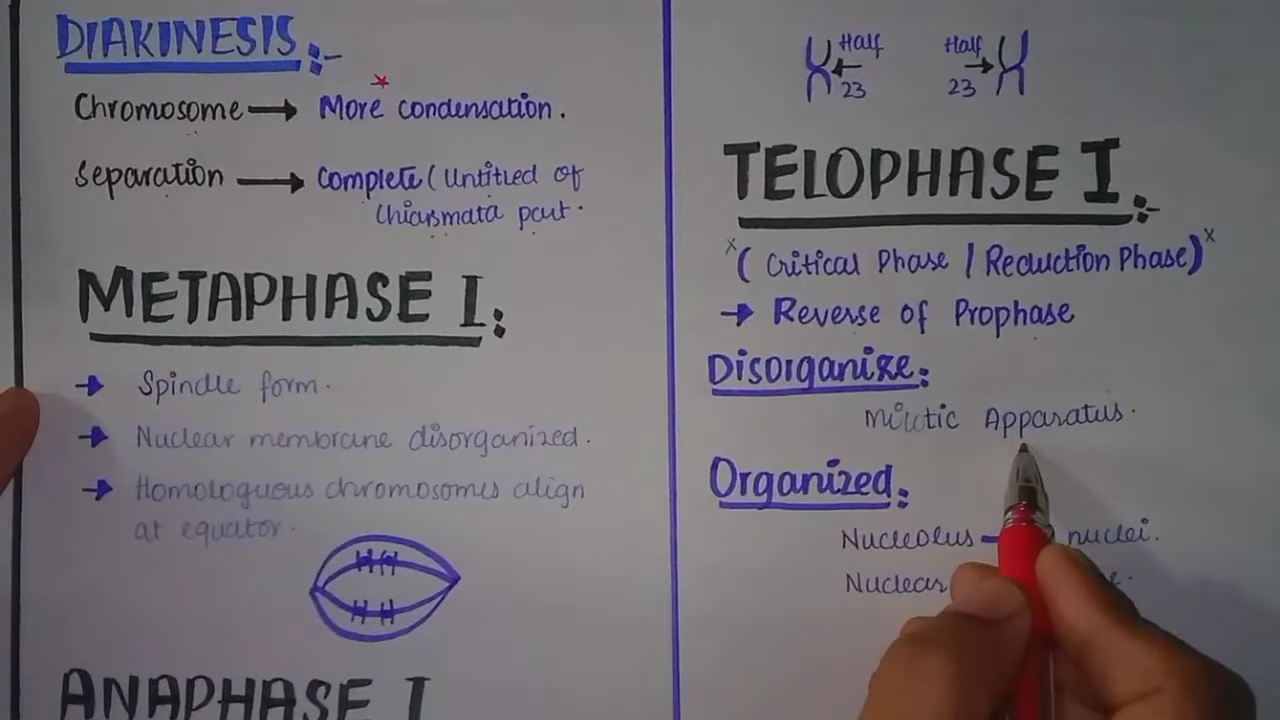 DIAKINESIS :-
Chromosome → More condensation.
Separation → Complete (Untitled of
Chiasmata part.
METAPHASE I:
→ Spindle form.
→ Nuclear membrane disorganized.
→ Homologuous chromosomes align
at equator.
ANAPHASE I
Half Half
23 23
TELOPHASE I :-
x( Critical Phase / Reduction Phase)x
→ Reverse of Prophase
Disorganize:
Mitotic Apparatus.
Organized:
Nucleolus nuclei.
Nuclear